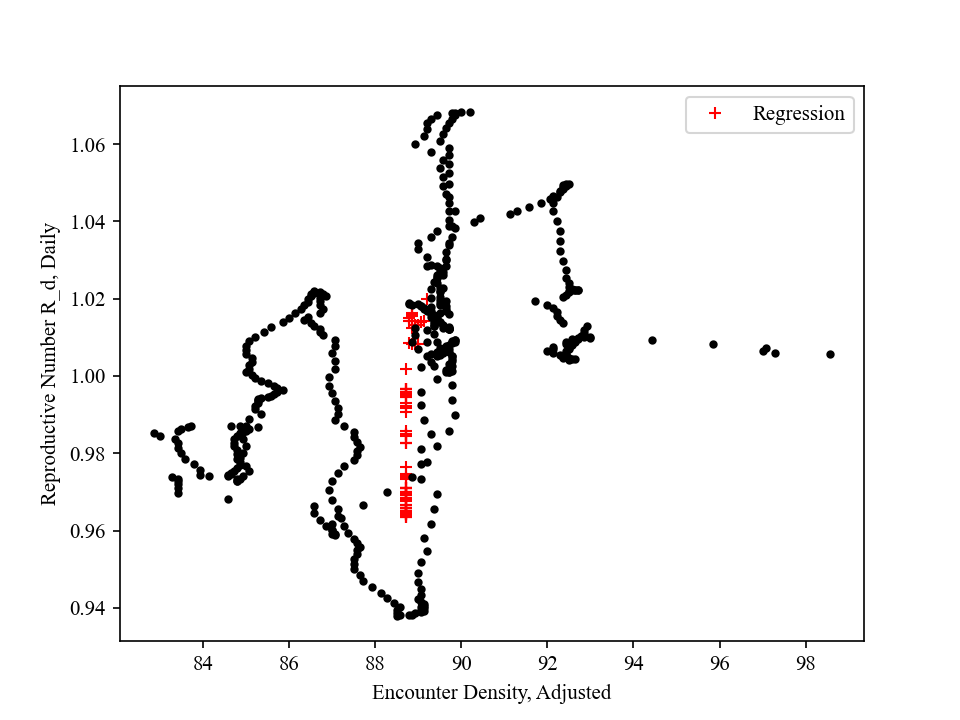 Regression
1.06
1.04
1.02
1.00
0.98
0.96
0.94
Reproductive Number R_d, Daily
84 86 88 90 92 94 96 98
Encounter Density, Adjusted